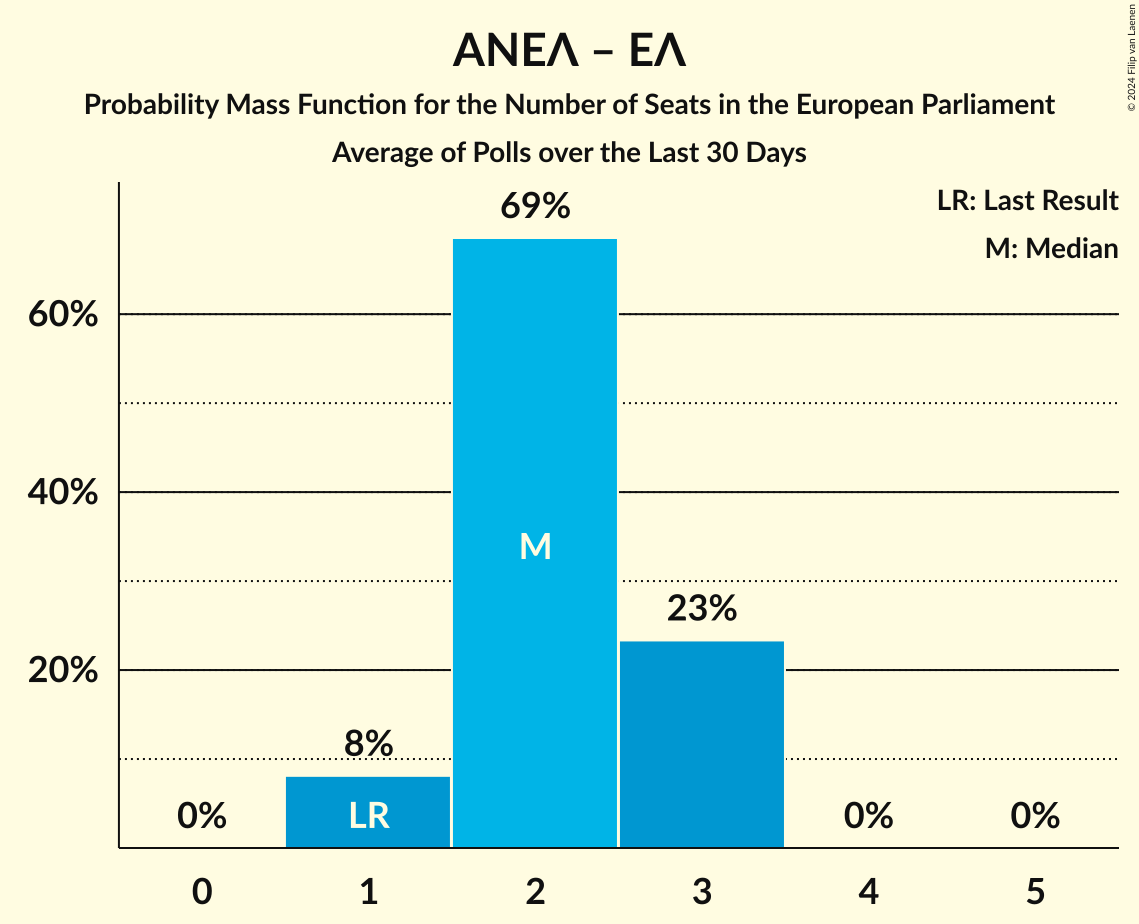 ΑΝΕΛ – ΕΛ
Probability Mass Function for the Number of Seats in the European Parliament
Average of Polls over the Last 30 Days
© 2024 Filip van Laenen
LR: Last Result
M: Median
69%
60%
40%
M
23%
20%
8%
0%
LR
0%
0%
0 1 2 3 4 5